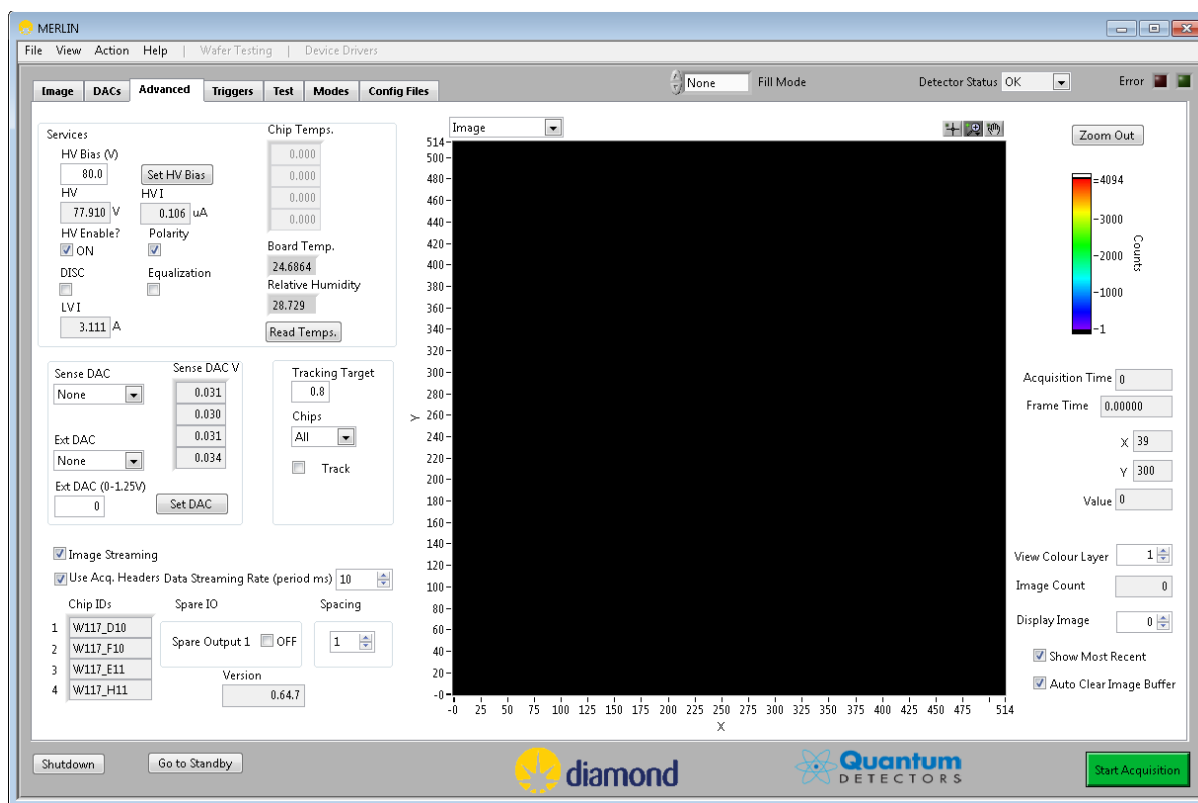 MERLIN
File View Action Help | Wafer Testing | Device Drivers
Image DACs Advanced Triggers Test Modes Config Files
None Fill Mode
Detector Status OK
Error
Services
HV Bias (V)
80.0 Set HV Bias
HV HV I
77.910 V 0.106 uA
HV Enable? Polarity
ON
DISC Equalization
LV I
3.111 A
Chip Temps.
0.000
0.000
0.000
0.000
Board Temp.
24.6864
Relative Humidity
28.729
Read Temps.
Sense DAC
None
Sense DAC V
0.031
0.030
0.031
0.034
Ext DAC
None
Ext DAC (0-1.25V)
0 Set DAC
Tracking Target
0.8
Chips
All
Track
Image Streaming
Use Acq. Headers Data Streaming Rate (period ms) 10
Chip IDs
1 W117_D10
2 W117_F10
3 W117_E11
4 W117_H11
Spare IO
Spare Output 1 OFF
Spacing
1
Version
0.64.7
Image
514
500
480
460
440
420
400
380
360
340
320
300
280
260
240
220
200
180
160
140
120
100
80
60
40
20
-0
Y
-0 25 50 75 100 125 150 175 200 225 250 275 300 325 350 375 400 425 450 475 514
X
Zoom Out
=4094
-3000
-2000
-1000
-1
Counts
Acquisition Time 0
Frame Time 0.00000
X 39
Y 300
Value 0
View Colour Layer 1
Image Count 0
Display Image 0
Show Most Recent
Auto Clear Image Buffer
Shutdown
Go to Standby
diamond
Quantum
DETECTORS
Start Acquisition